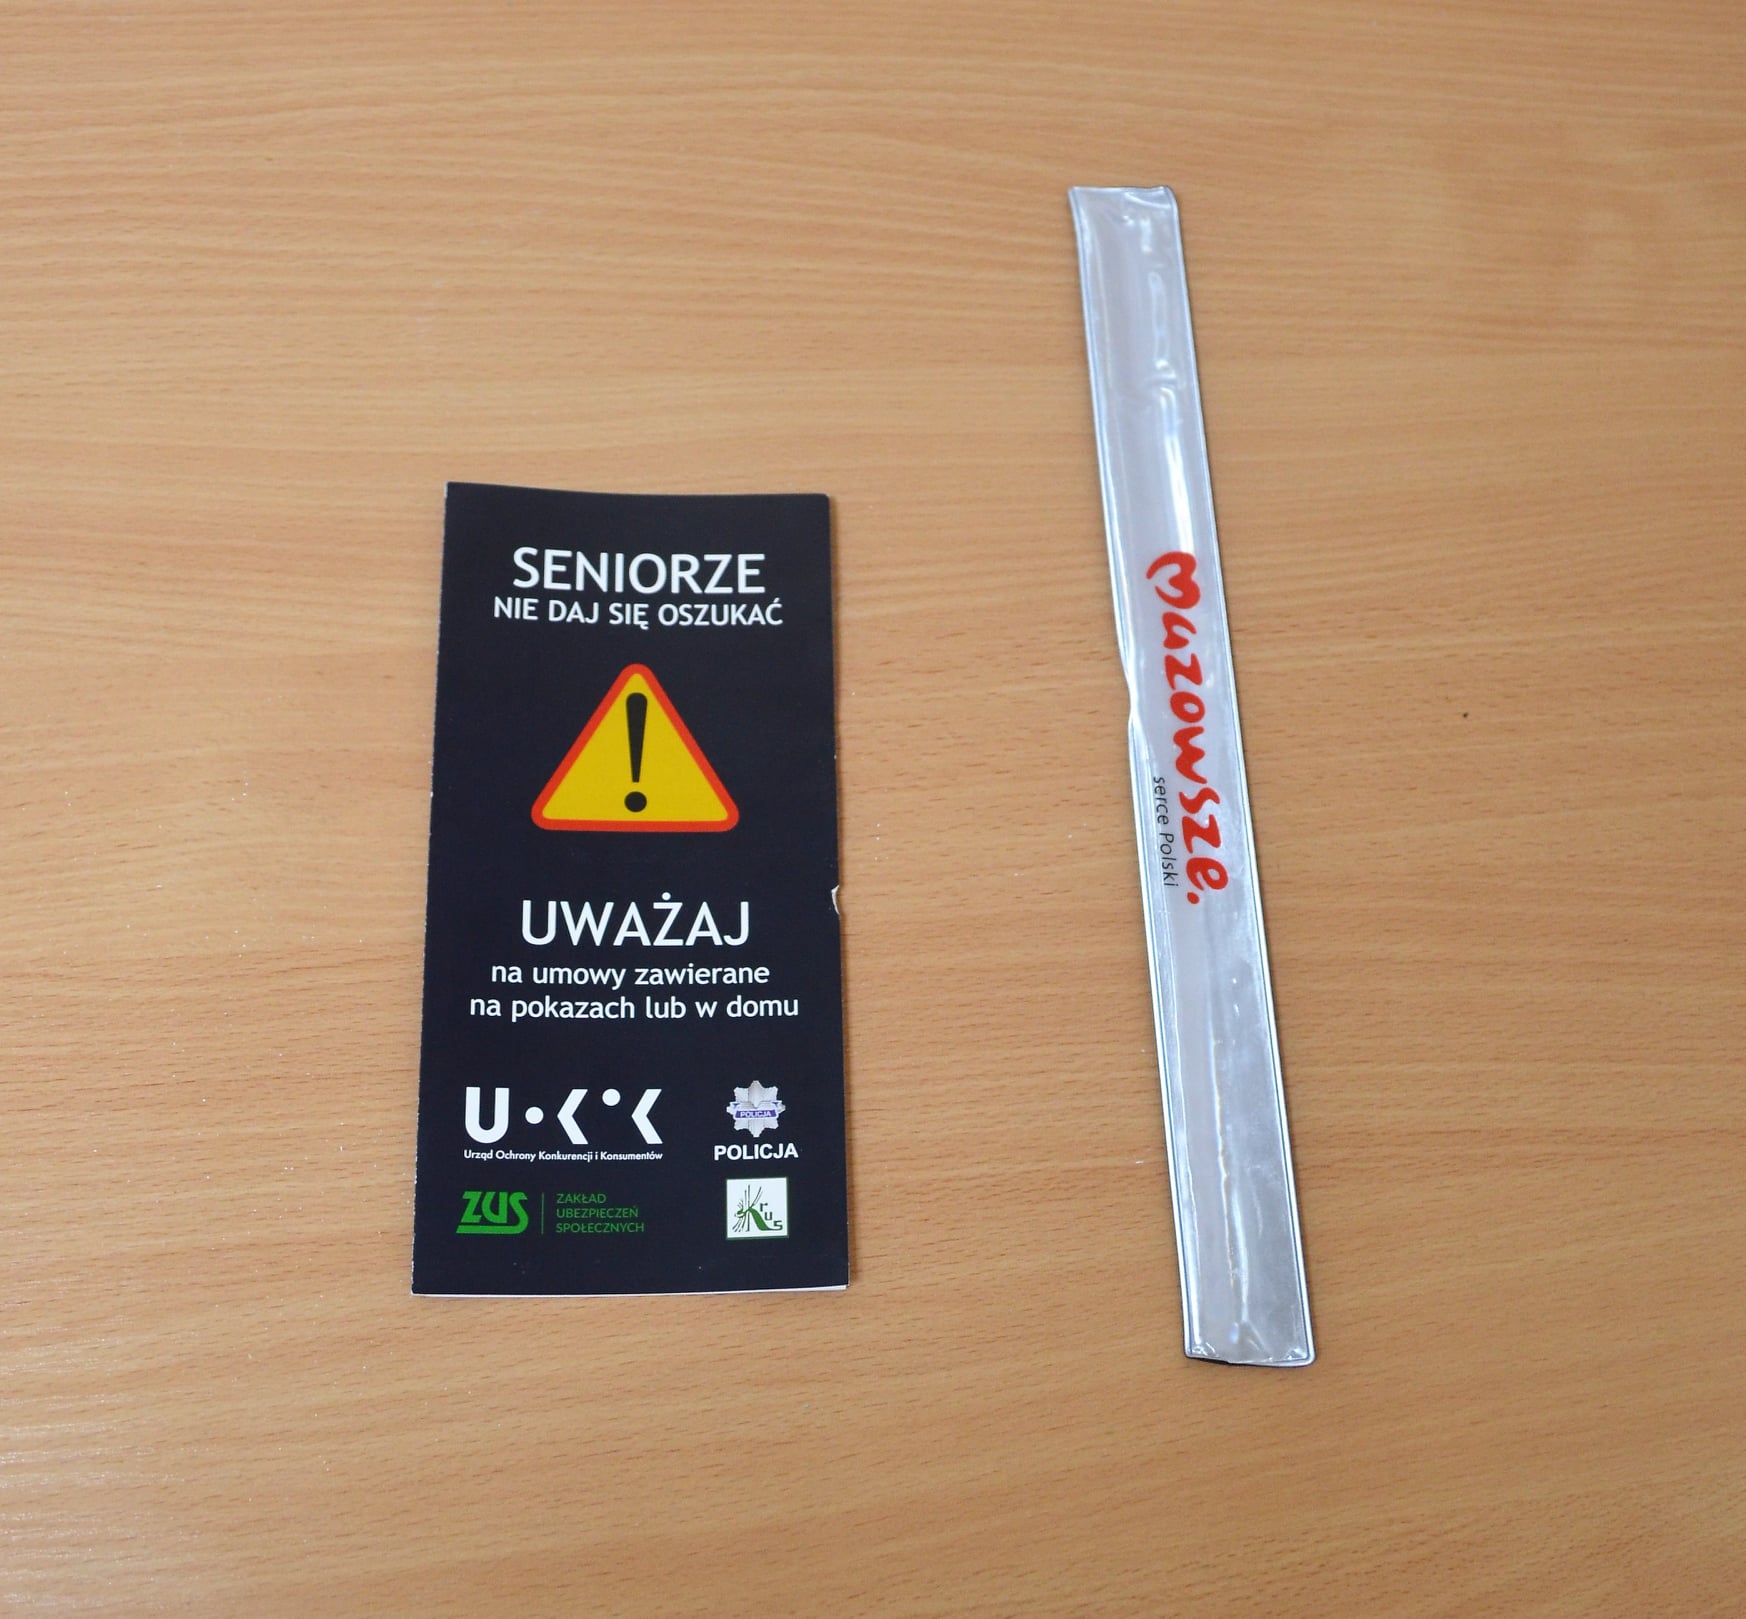 SENIORZE
NIE DAJ SIĘ OSZUKAĆ
!
UWAŻAJ
na umowy zawierane
na pokazach lub w domu
UOKiK
Urząd Ochrony Konkurencji i Konsumentów
POLICJA
POLICJA
ZUS
ZAKŁAD
UBEZPIECZEŃ
SPOŁECZNYCH
Krus
Mazowsze.
serce Polski